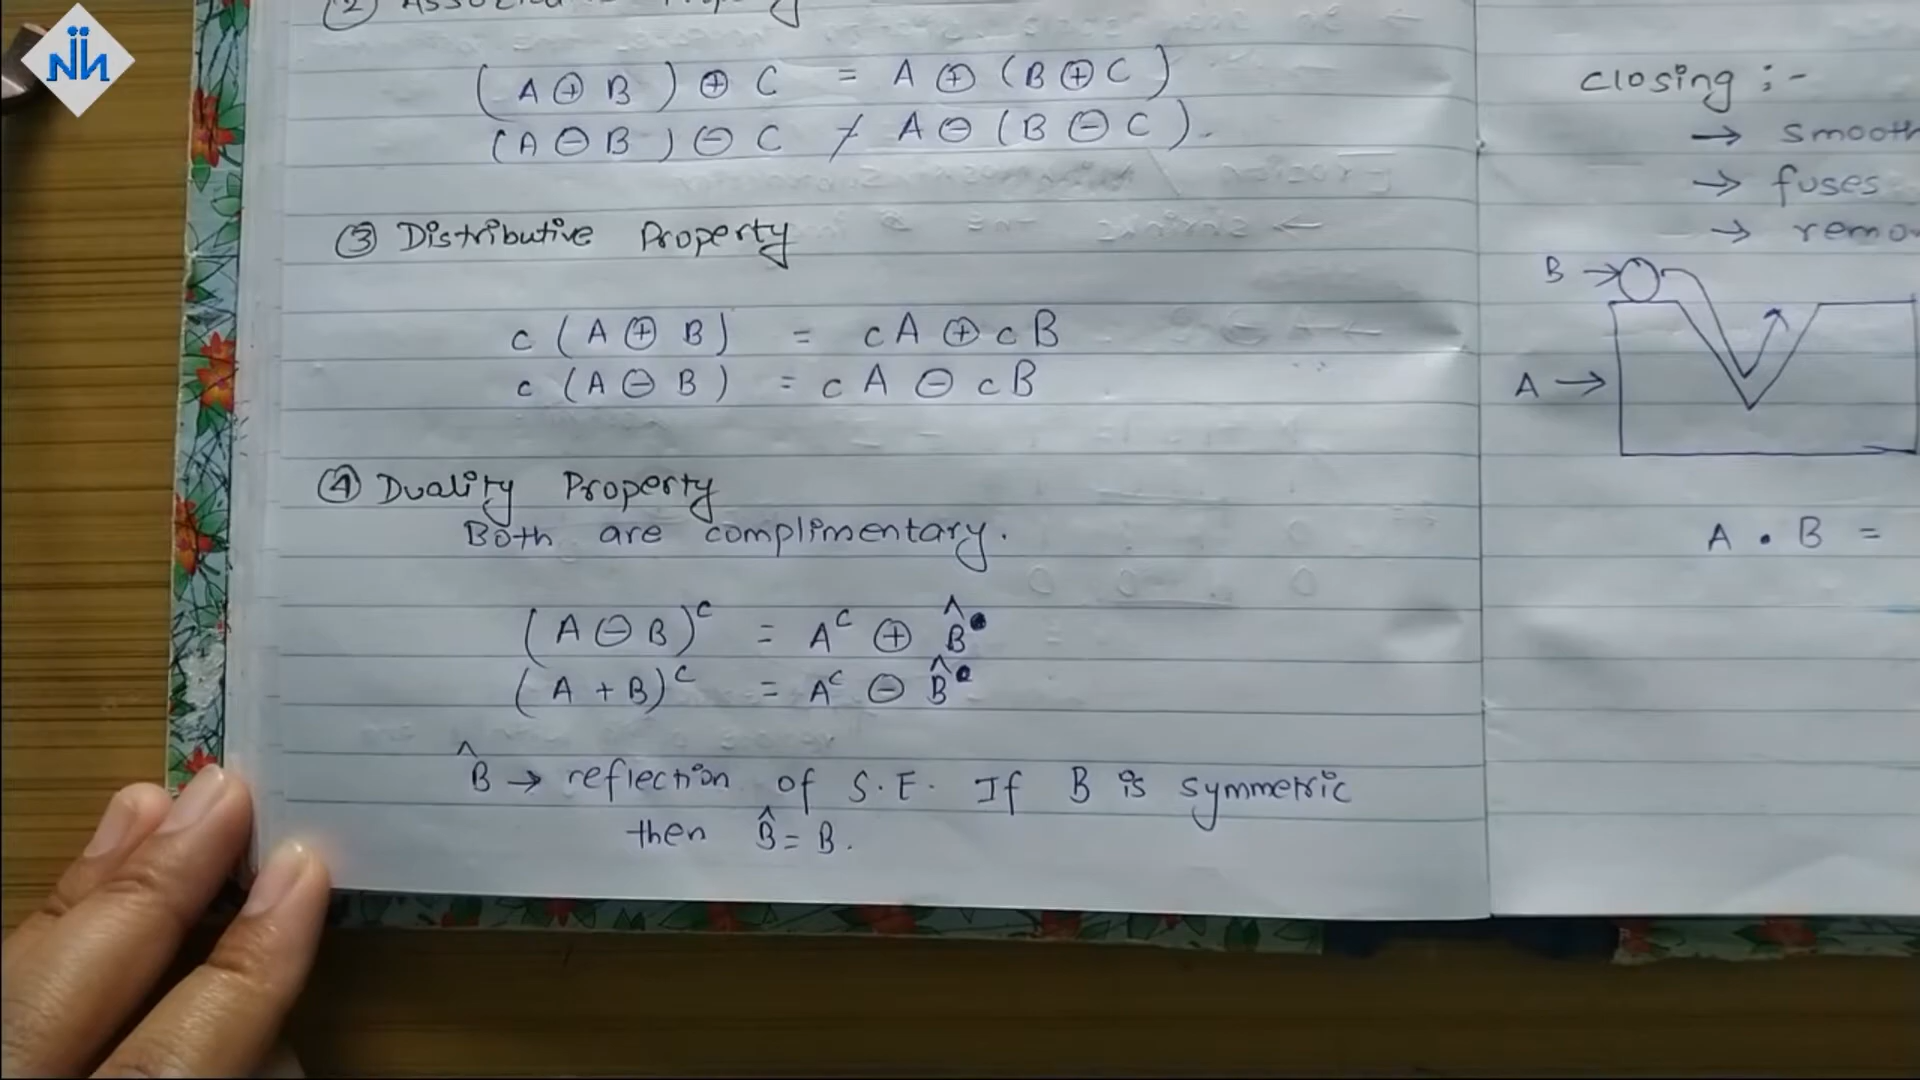 (A ⊕ B) ⊕ C = A ⊕ (B ⊕ C)
(A ⊖ B) ⊖ C ≠ A ⊖ (B ⊖ C).
③ Distributive Property
c (A ⊕ B) = cA ⊕ cB
c (A ⊖ B) = cA ⊖ cB
④ Duality Property
Both are complimentary.
(A ⊖ B)^c = A^c ⊕ B̂
(A + B)^c = A^c ⊖ B̂
B̂ → reflection of S.E. If B is symmetric
then B̂ = B.
closing :-
→ smooth
→ fuses
→ remo
B →
A →
A • B =